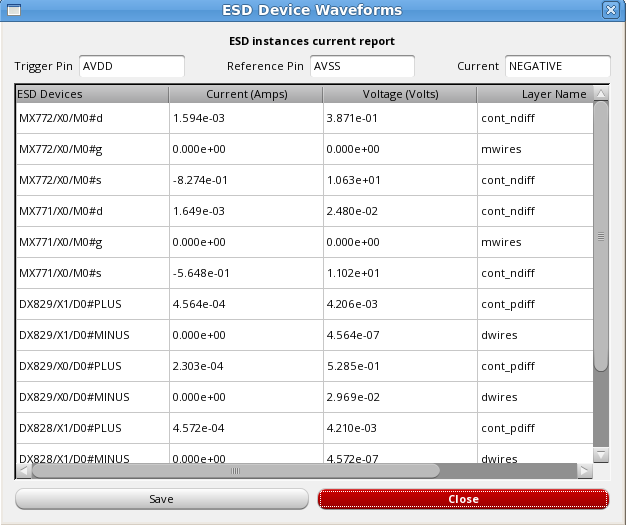 ESD Device Waveforms
ESD instances current report
Trigger Pin AVDD Reference Pin AVSS Current NEGATIVE
ESD Devices Current (Amps) Voltage (Volts) Layer Name
MX772/X0/M0#d 1.594e-03 3.871e-01 cont_ndiff
MX772/X0/M0#g 0.000e+00 0.000e+00 mwires
MX772/X0/M0#s -8.274e-01 1.063e+01 cont_ndiff
MX771/X0/M0#d 1.649e-03 2.480e-02 cont_ndiff
MX771/X0/M0#g 0.000e+00 0.000e+00 mwires
MX771/X0/M0#s -5.648e-01 1.102e+01 cont_ndiff
DX829/X1/D0#PLUS 4.564e-04 4.206e-03 cont_pdiff
DX829/X1/D0#MINUS 0.000e+00 4.564e-07 dwires
DX829/X0/D0#PLUS 2.303e-04 5.285e-01 cont_pdiff
DX829/X0/D0#MINUS 0.000e+00 2.969e-02 dwires
DX828/X1/D0#PLUS 4.572e-04 4.210e-03 cont_pdiff
DX828/X1/D0#MINUS 0.000e+00 4.572e-07 dwires
Save Close